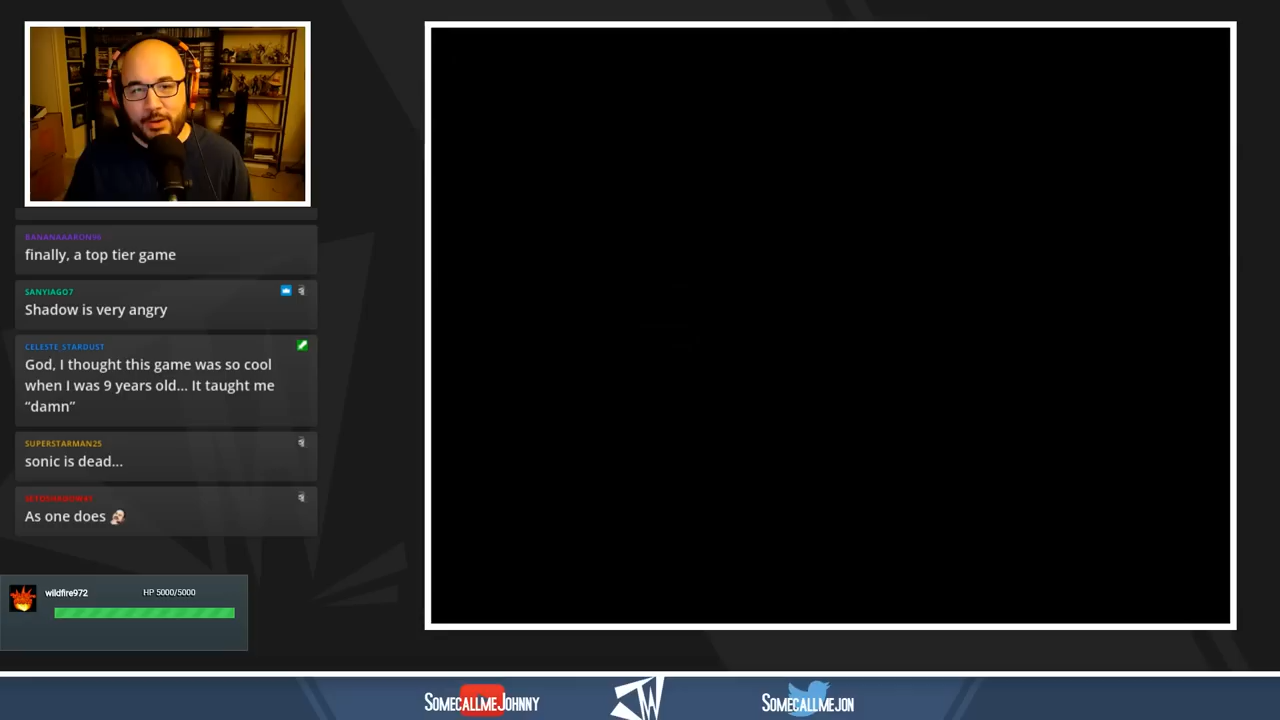 BANANAAARON96
finally, a top tier game
SANYIAGO7
Shadow is very angry
CELESTE_STARDUST
God, I thought this game was so cool
when I was 9 years old... It taught me
“damn”
SUPERSTARMAN25
sonic is dead...
As one does
wildfire972 HP 5000/5000
SOMECALLMEJOHNNY
SOMECALLMEJON